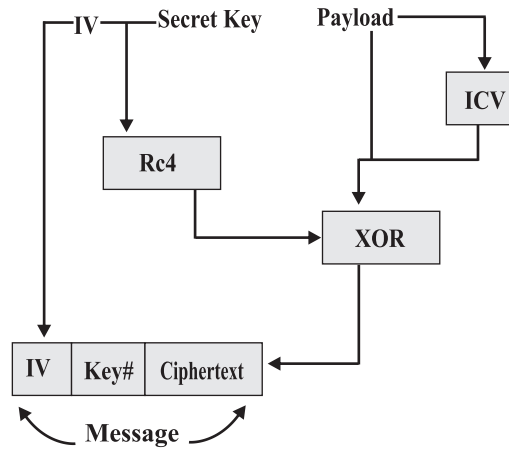 IV Secret Key Payload
ICV
Rc4
XOR
IV Key# Ciphertext
Message